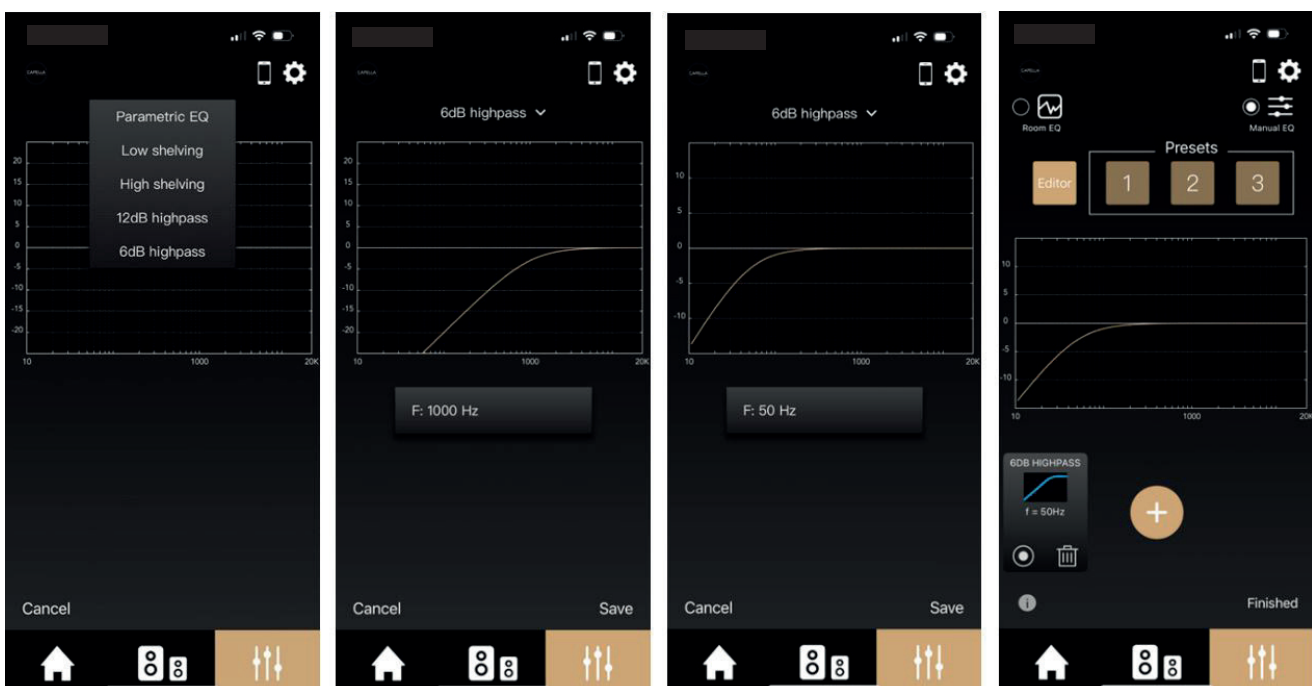 CAPELLA
Parametric EQ
Low shelving
High shelving
12dB highpass
6dB highpass
20
15
10
5
0
-5
-10
-15
-20
10 1000 20K
Cancel
CAPELLA
6dB highpass
20
15
10
5
0
-5
-10
-15
-20
10 1000 20K
F: 1000 Hz
Cancel Save
CAPELLA
6dB highpass
10
5
0
-5
-10
10 1000 20K
F: 50 Hz
Cancel Save
CAPELLA
Room EQ Manual EQ
Presets
Editor 1 2 3
10
5
0
-5
-10
10 1000 20K
6DB HIGHPASS
f = 50Hz
+
i Finished